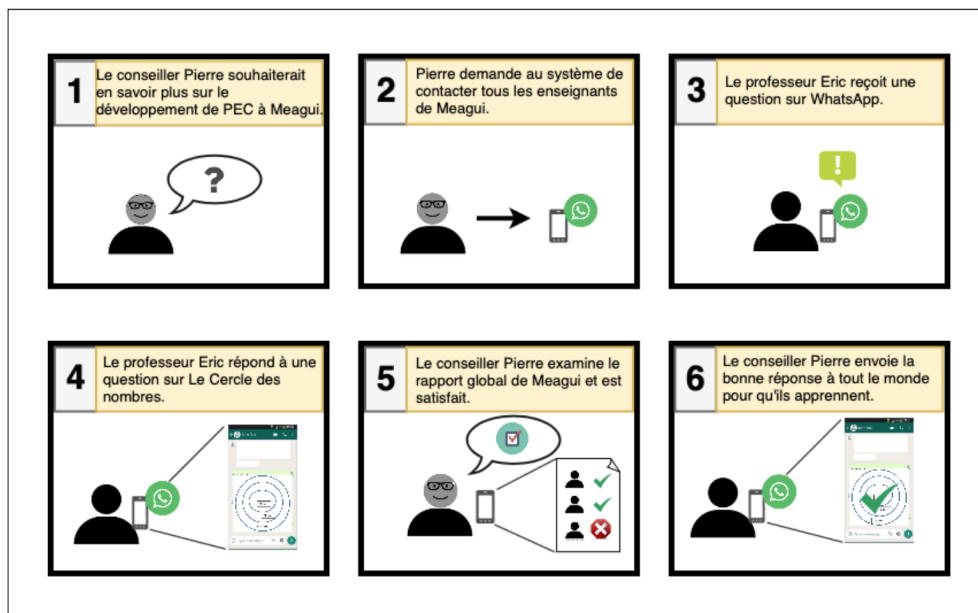 1
Le conseiller Pierre souhaiterait
en savoir plus sur le
développement de PEC à Meagui.
?
2
Pierre demande au système de
contacter tous les enseignants
de Meagui.
3
Le professeur Eric reçoit une
question sur WhatsApp.
!
4
Le professeur Eric répond à une
question sur Le Cercle des
nombres.
5
Le conseiller Pierre examine le
rapport global de Meagui et est
satisfait.
6
Le conseiller Pierre envoie la
bonne réponse à tout le monde
pour qu'ils apprennent.